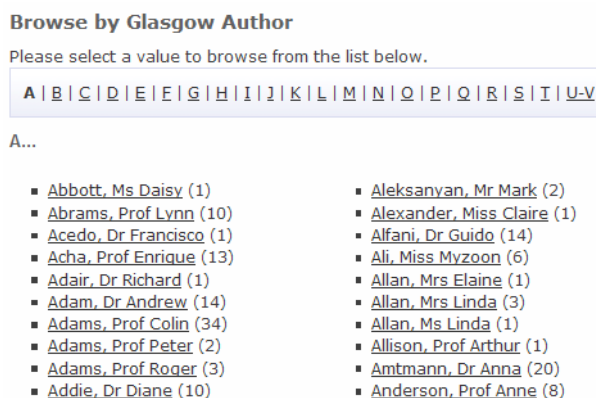 Browse by Glasgow Author
Please select a value to browse from the list below.
A | B | C | D | E | F | G | H | I | J | K | L | M | N | O | P | Q | R | S | T | U-V
A...
Abbott, Ms Daisy (1)
Abrams, Prof Lynn (10)
Acedo, Dr Francisco (1)
Acha, Prof Enrique (13)
Adair, Dr Richard (1)
Adam, Dr Andrew (14)
Adams, Prof Colin (34)
Adams, Prof Peter (2)
Adams, Prof Roger (3)
Addie, Dr Diane (10)
Aleksanyan, Mr Mark (2)
Alexander, Miss Claire (1)
Alfani, Dr Guido (14)
Ali, Miss Myzoon (6)
Allan, Mrs Elaine (1)
Allan, Mrs Linda (3)
Allan, Ms Linda (1)
Allison, Prof Arthur (1)
Amtmann, Dr Anna (20)
Anderson, Prof Anne (8)